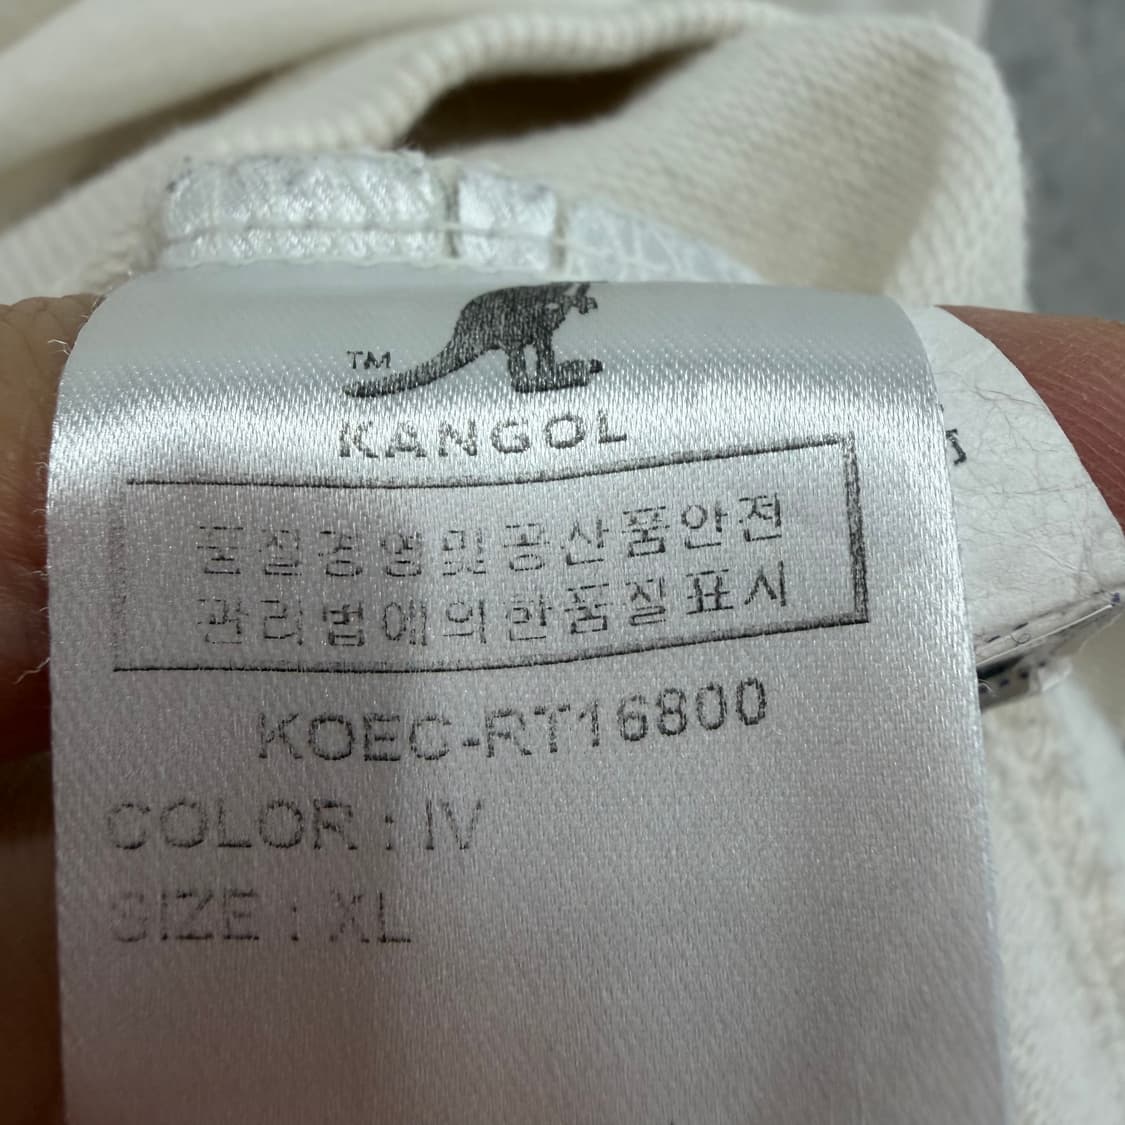 TM
KANGOL
품질경영및공산품안전
관리법에의한품질표시
KOEC-RT16800
COLOR : IV
SIZE : XL